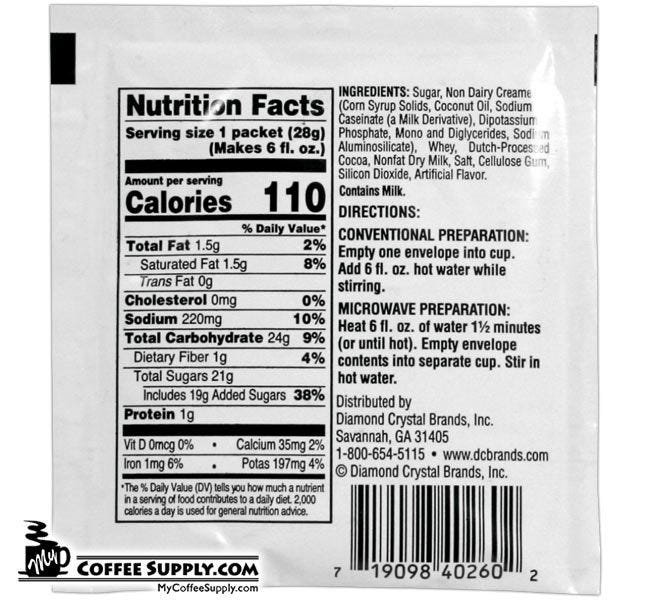 Nutrition Facts
Serving size 1 packet (28g)
(Makes 6 fl. oz.)
Amount per serving
Calories 110
% Daily Value*
Total Fat 1.5g 2%
Saturated Fat 1.5g 8%
Trans Fat 0g
Cholesterol 0mg 0%
Sodium 220mg 10%
Total Carbohydrate 24g 9%
Dietary Fiber 1g 4%
Total Sugars 21g
Includes 19g Added Sugars 38%
Protein 1g
Vit D 0mcg 0% • Calcium 35mg 2%
Iron 1mg 6% • Potas 197mg 4%
*The % Daily Value (DV) tells you how much a nutrient
in a serving of food contributes to a daily diet. 2,000
calories a day is used for general nutrition advice.
INGREDIENTS: Sugar, Non Dairy Creame
(Corn Syrup Solids, Coconut Oil, Sodium
Caseinate (a Milk Derivative), Dipotassium
Phosphate, Mono and Diglycerides, Sodium
Aluminosilicate), Whey, Dutch-Processed
Cocoa, Nonfat Dry Milk, Salt, Cellulose Gum,
Silicon Dioxide, Artificial Flavor.
Contains Milk.
DIRECTIONS:
CONVENTIONAL PREPARATION:
Empty one envelope into cup.
Add 6 fl. oz. hot water while
stirring.
MICROWAVE PREPARATION:
Heat 6 fl. oz. of water 1½ minutes
(or until hot). Empty envelope
contents into separate cup. Stir in
hot water.
Distributed by
Diamond Crystal Brands, Inc.
Savannah, GA 31405
1-800-654-5115 • www.dcbrands.com
© Diamond Crystal Brands, Inc.
7 19098 40260 2
My COFFEE SUPPLY.COM
MyCoffeeSupply.com